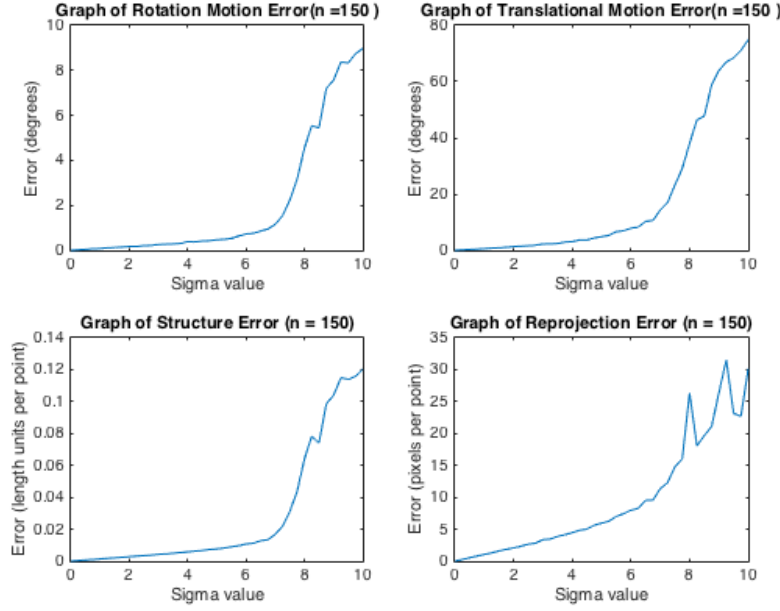 Graph of Rotation Motion Error(n =150 )
10
8
6
4
2
0
Error (degrees)
0 2 4 6 8 10
Sigma value
Graph of Translational Motion Error(n =150 )
80
60
40
20
0
Error (degrees)
0 2 4 6 8 10
Sigma value
Graph of Structure Error (n = 150)
0.14
0.12
0.1
0.08
0.06
0.04
0.02
0
Error (length units per point)
0 2 4 6 8 10
Sigma value
Graph of Reprojection Error (n = 150)
35
30
25
20
15
10
5
0
Error (pixels per point)
0 2 4 6 8 10
Sigma value